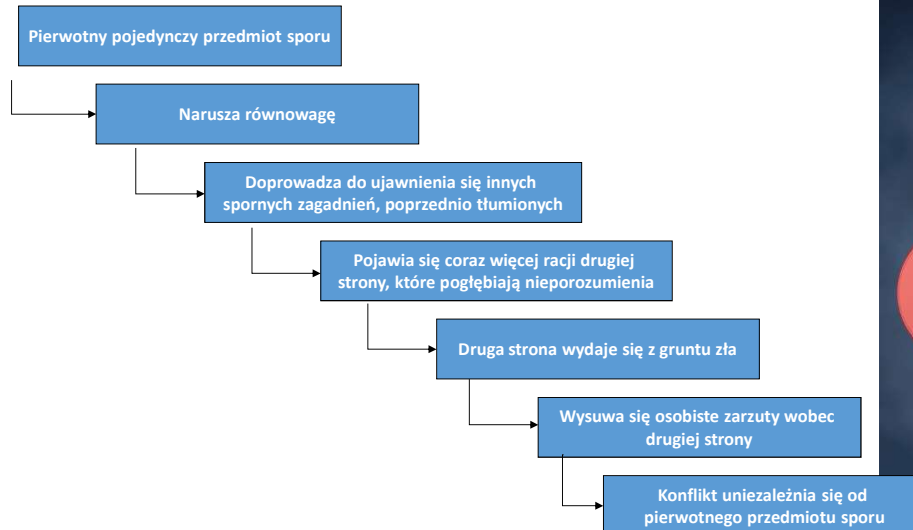 Pierwotny pojedynczy przedmiot sporu
Narusza równowagę
Doprowadza do ujawnienia się innych
spornych zagadnień, poprzednio tłumionych
Pojawia się coraz więcej racji drugiej
strony, które pogłębiają nieporozumienia
Druga strona wydaje się z gruntu zła
Wysuwa się osobiste zarzuty wobec
drugiej strony
Konflikt uniezależnia się od
pierwotnego przedmiotu sporu